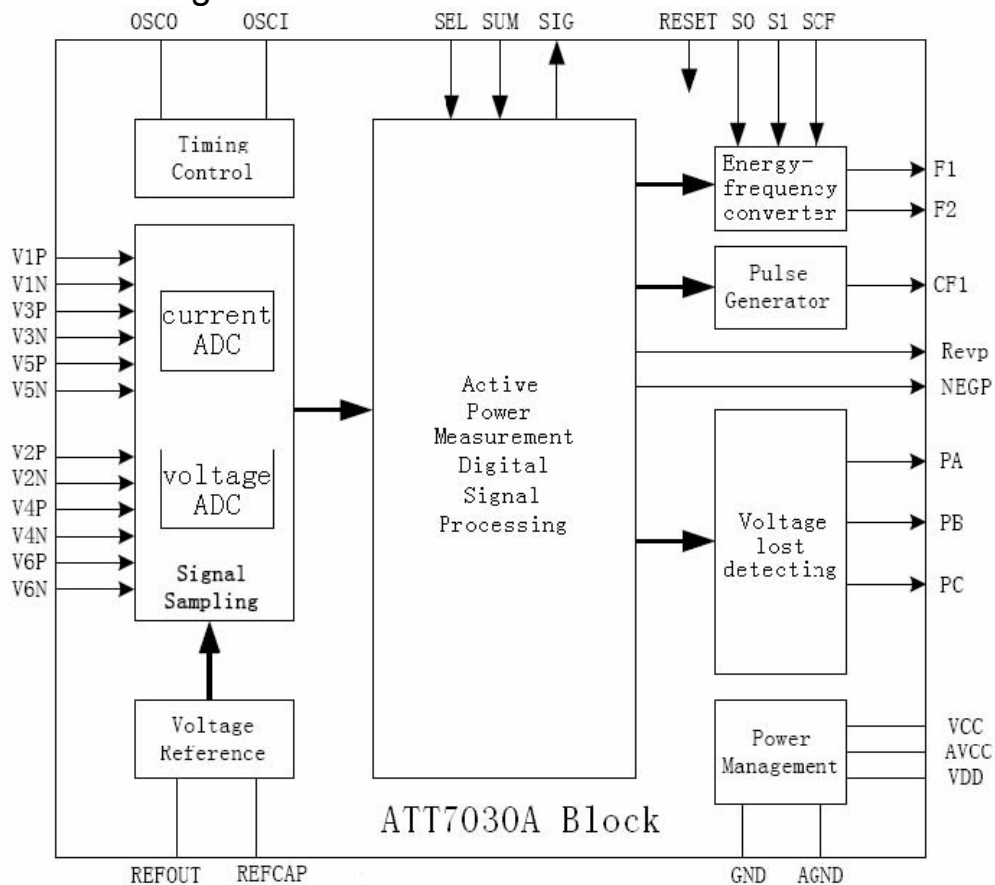 OSCO OSCI SEL SUM SIG RESET S0 S1 SCF
Timing
Control
Energy-
frequency
converter
F1
F2
V1P
V1N
V3P
V3N
V5P
V5N
current
ADC
Pulse
Generator
CF1
Revp
NEGP
Active
Power
Measurement
Digital
Signal
Processing
V2P
V2N
V4P
V4N
V6P
V6N
voltage
ADC
Signal
Sampling
Voltage
lost
detecting
PA
PB
PC
Voltage
Reference
Power
Management
VCC
AVCC
VDD
ATT7030A Block
REFOUT REFCAP GND AGND